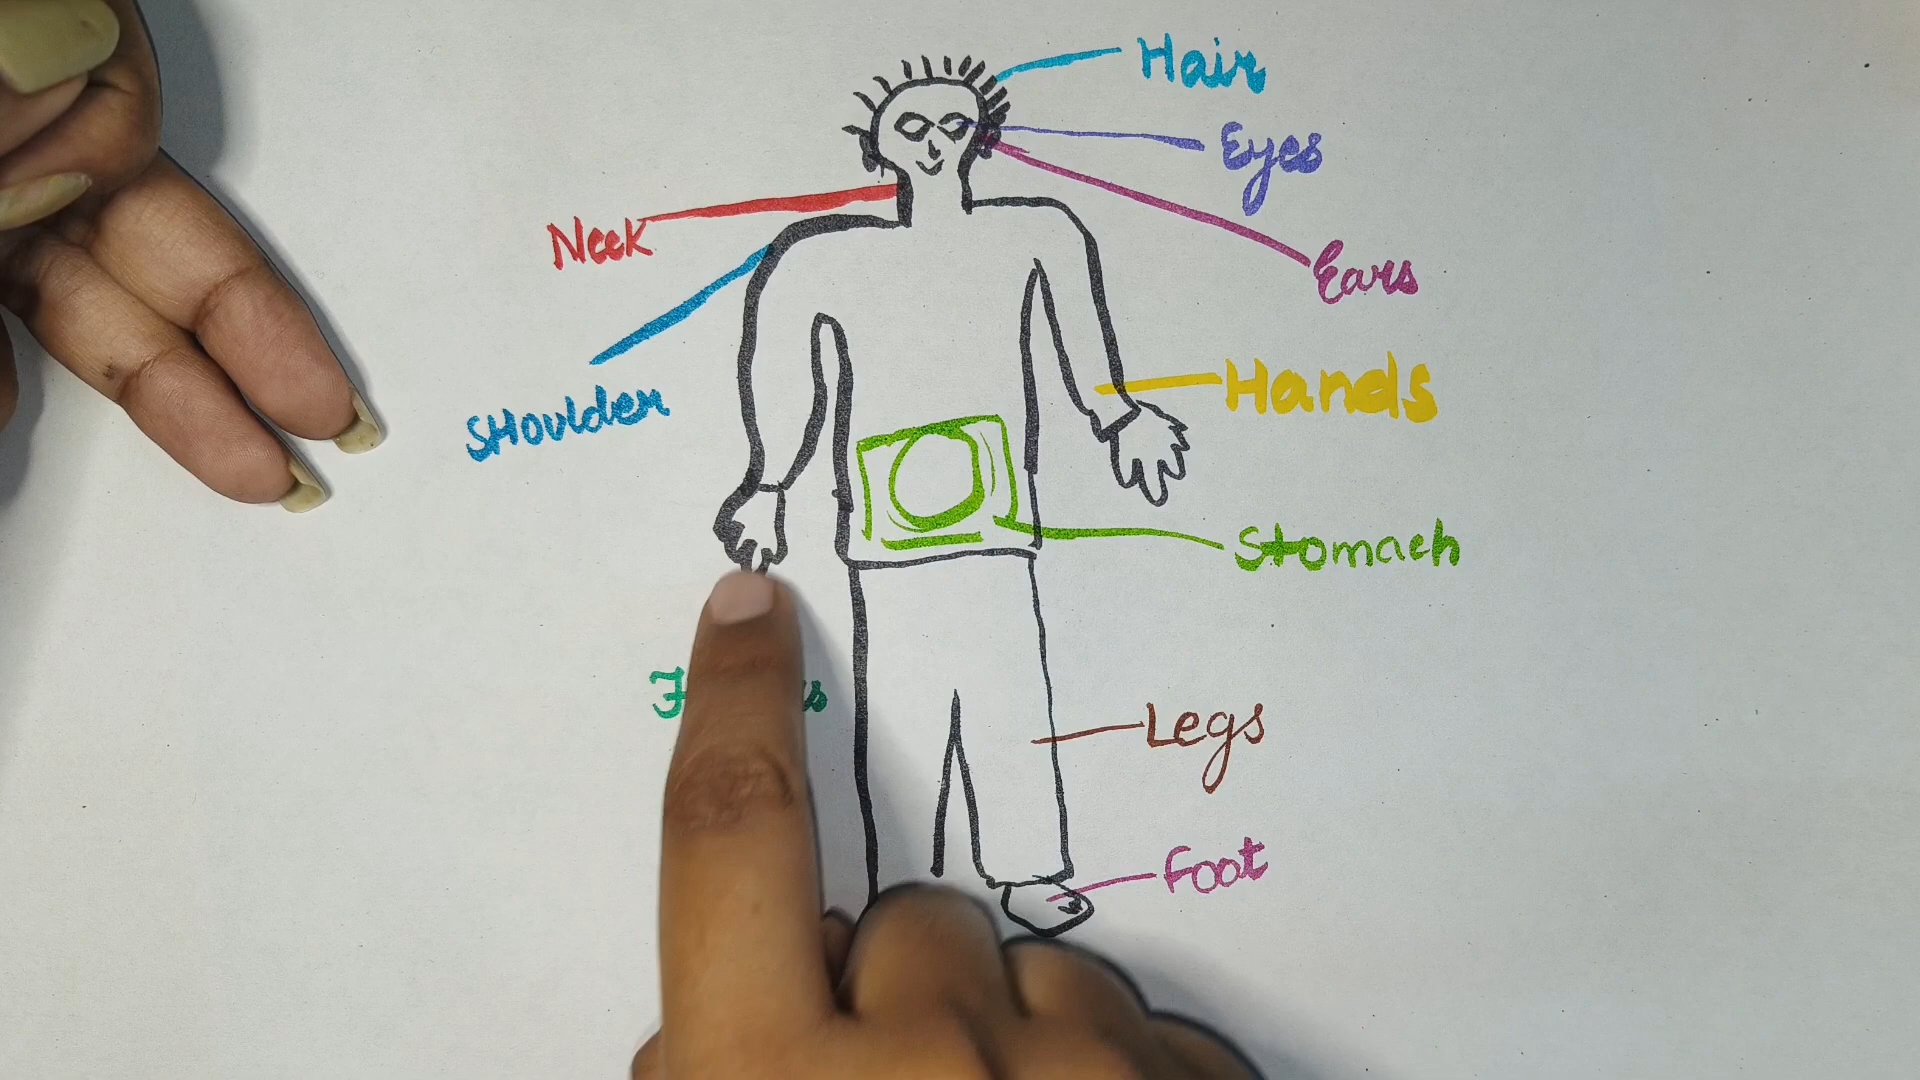 Hair
Eyes
Neck
Ears
SHoulder
Hands
Stomach
Legs
Foot